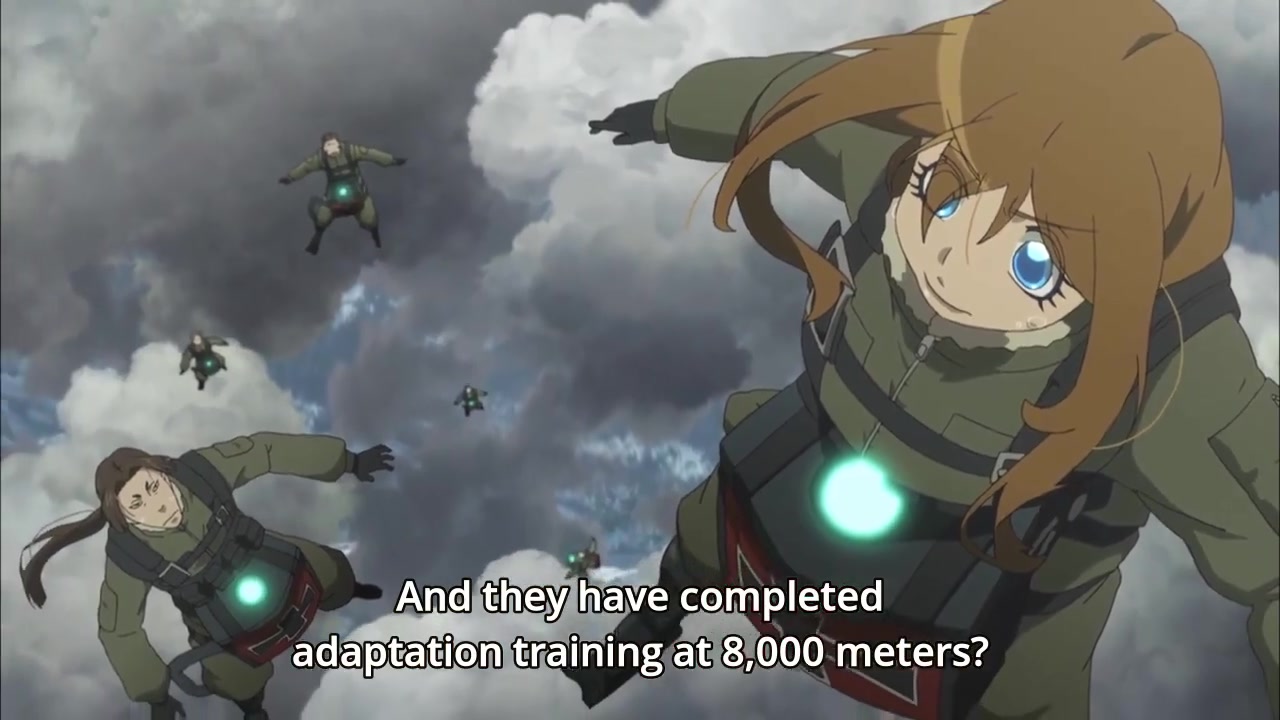 And they have completed
adaptation training at 8,000 meters?